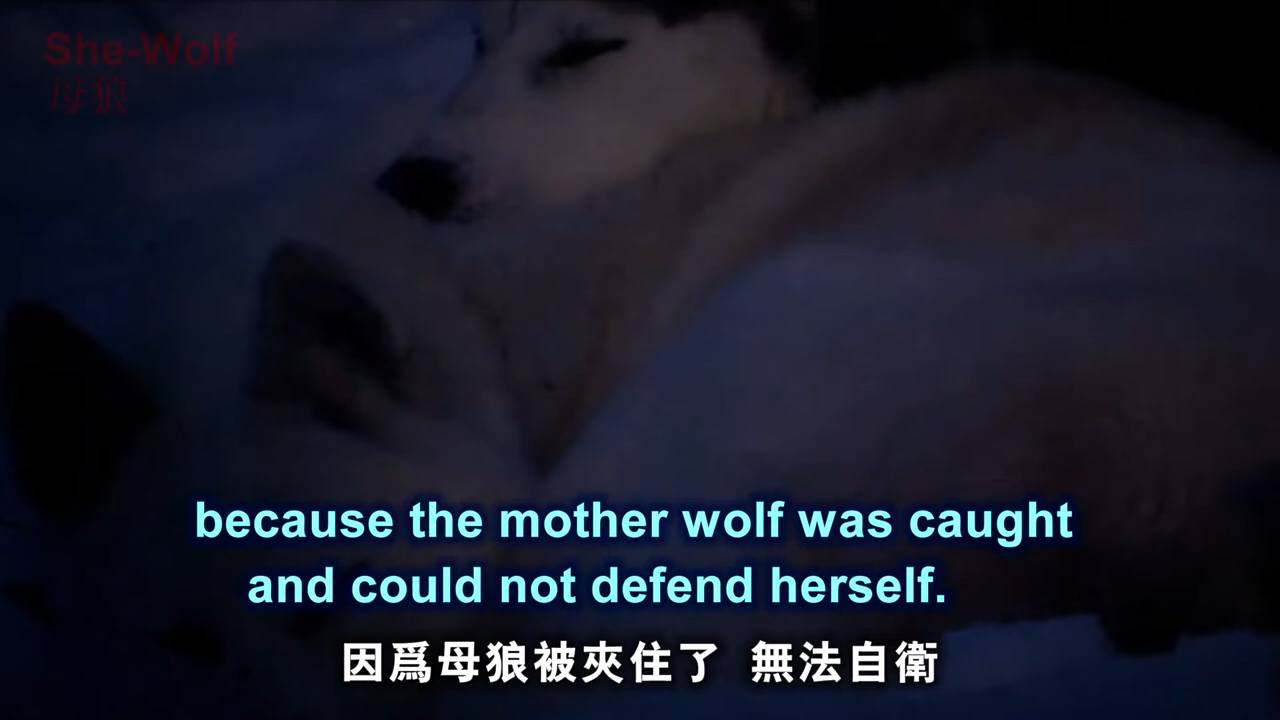 She-Wolf
母狼
because the mother wolf was caught
and could not defend herself.
因爲母狼被夾住了 無法自衛